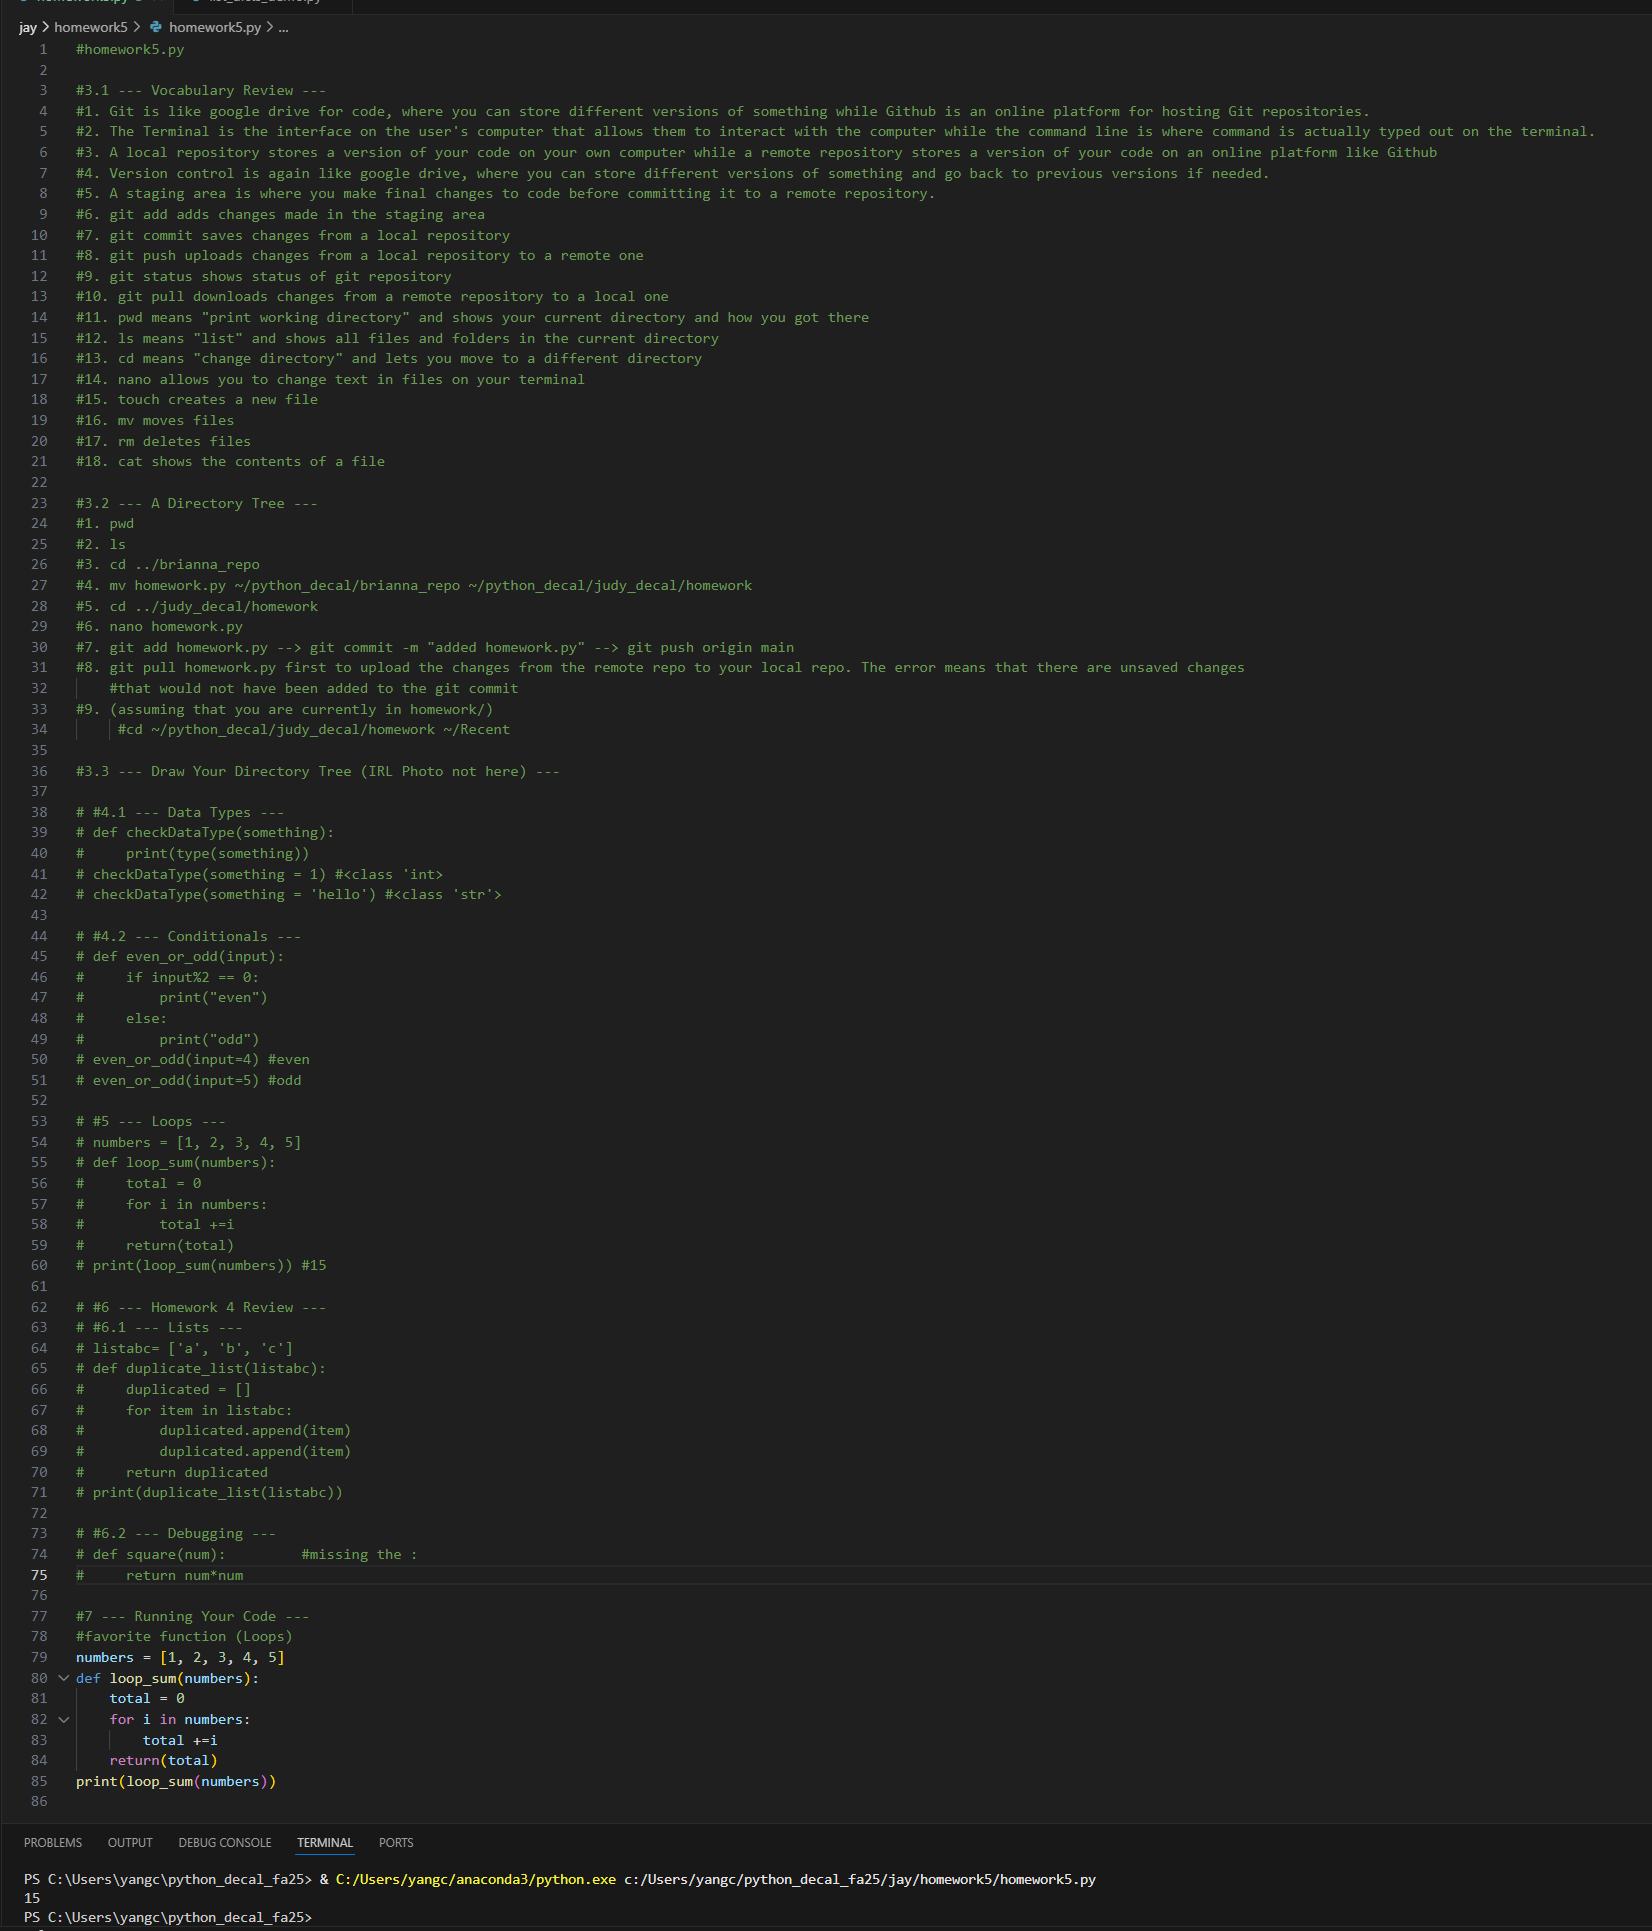 jay > homework5 > homework5.py > ...
1 #homework5.py
2
3 #3.1 --- Vocabulary Review ---
4 #1. Git is like google drive for code, where you can store different versions of something while Github is an online platform for hosting Git repositories.
5 #2. The Terminal is the interface on the user's computer that allows them to interact with the computer while the command line is where command is actually typed out on the terminal.
6 #3. A local repository stores a version of your code on your own computer while a remote repository stores a version of your code on an online platform like Github
7 #4. Version control is again like google drive, where you can store different versions of something and go back to previous versions if needed.
8 #5. A staging area is where you make final changes to code before committing it to a remote repository.
9 #6. git add adds changes made in the staging area
10 #7. git commit saves changes from a local repository
11 #8. git push uploads changes from a local repository to a remote one
12 #9. git status shows status of git repository
13 #10. git pull downloads changes from a remote repository to a local one
14 #11. pwd means "print working directory" and shows your current directory and how you got there
15 #12. ls means "list" and shows all files and folders in the current directory
16 #13. cd means "change directory" and lets you move to a different directory
17 #14. nano allows you to change text in files on your terminal
18 #15. touch creates a new file
19 #16. mv moves files
20 #17. rm deletes files
21 #18. cat shows the contents of a file
22
23 #3.2 --- A Directory Tree ---
24 #1. pwd
25 #2. ls
26 #3. cd ../brianna_repo
27 #4. mv homework.py ~/python_decal/brianna_repo ~/python_decal/judy_decal/homework
28 #5. cd ../judy_decal/homework
29 #6. nano homework.py
30 #7. git add homework.py --> git commit -m "added homework.py" --> git push origin main
31 #8. git pull homework.py first to upload the changes from the remote repo to your local repo. The error means that there are unsaved changes
32     #that would not have been added to the git commit
33 #9. (assuming that you are currently in homework/)
34      #cd ~/python_decal/judy_decal/homework ~/Recent
35
36 #3.3 --- Draw Your Directory Tree (IRL Photo not here) ---
37
38 # #4.1 --- Data Types ---
39 # def checkDataType(something):
40 #     print(type(something))
41 # checkDataType(something = 1) #<class 'int>
42 # checkDataType(something = 'hello') #<class 'str'>
43
44 # #4.2 --- Conditionals ---
45 # def even_or_odd(input):
46 #     if input%2 == 0:
47 #         print("even")
48 #     else:
49 #         print("odd")
50 # even_or_odd(input=4) #even
51 # even_or_odd(input=5) #odd
52
53 # #5 --- Loops ---
54 # numbers = [1, 2, 3, 4, 5]
55 # def loop_sum(numbers):
56 #     total = 0
57 #     for i in numbers:
58 #         total +=i
59 #     return(total)
60 # print(loop_sum(numbers)) #15
61
62 # #6 --- Homework 4 Review ---
63 # #6.1 --- Lists ---
64 # listabc= ['a', 'b', 'c']
65 # def duplicate_list(listabc):
66 #     duplicated = []
67 #     for item in listabc:
68 #         duplicated.append(item)
69 #         duplicated.append(item)
70 #     return duplicated
71 # print(duplicate_list(listabc))
72
73 # #6.2 --- Debugging ---
74 # def square(num):         #missing the :
75 #     return num*num
76
77 #7 --- Running Your Code ---
78 #favorite function (Loops)
79 numbers = [1, 2, 3, 4, 5]
80 def loop_sum(numbers):
81     total = 0
82     for i in numbers:
83         total +=i
84     return(total)
85 print(loop_sum(numbers))
86
PROBLEMS OUTPUT DEBUG CONSOLE TERMINAL PORTS
PS C:\Users\yangc\python_decal_fa25> & C:/Users/yangc/anaconda3/python.exe c:/Users/yangc/python_decal_fa25/jay/homework5/homework5.py
15
PS C:\Users\yangc\python_decal_fa25>